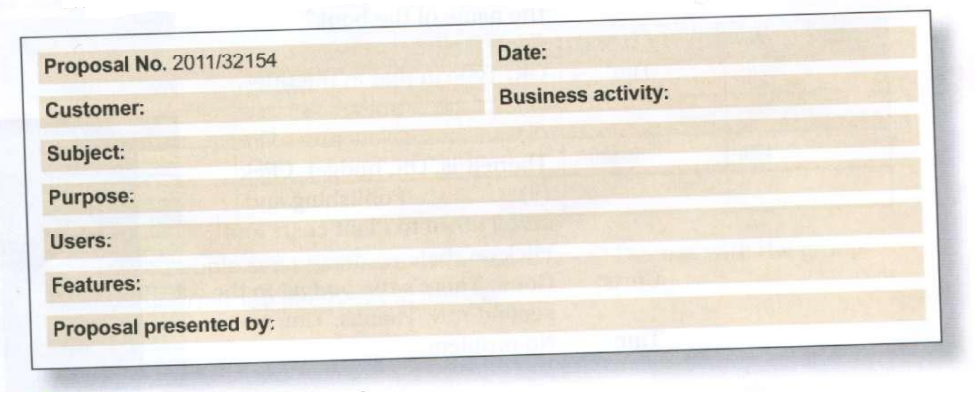 Proposal No. 2011/32154
Date:
Customer:
Business activity:
Subject:
Purpose:
Users:
Features:
Proposal presented by: